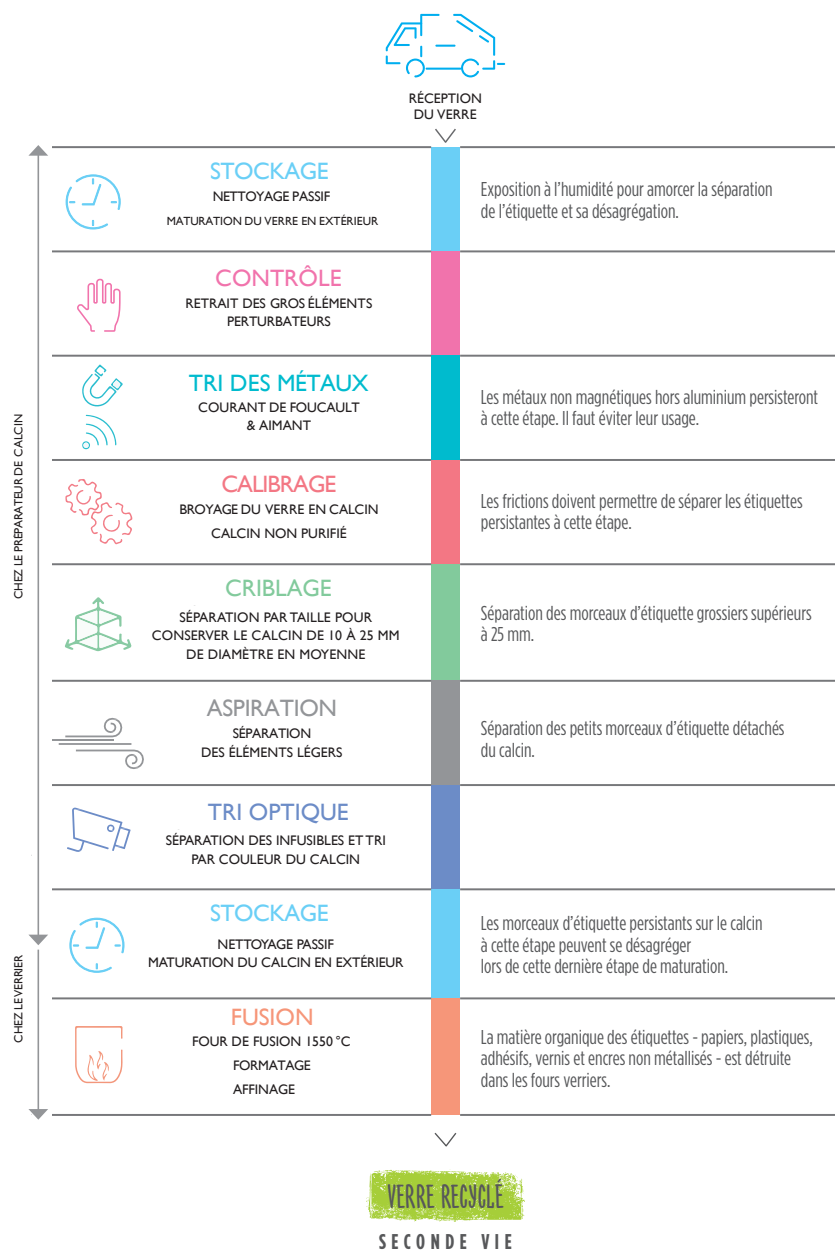 RÉCEPTION
DU VERRE
CHEZ LE PREPARATEUR DE CALCIN
STOCKAGE
NETTOYAGE PASSIF
MATURATION DU VERRE EN EXTÉRIEUR
Exposition à l'humidité pour amorcer la séparation
de l'étiquette et sa désagrégation.
CONTRÔLE
RETRAIT DES GROS ÉLÉMENTS
PERTURBATEURS
TRI DES MÉTAUX
COURANT DE FOUCAULT
& AIMANT
Les métaux non magnétiques hors aluminium persisteront
à cette étape. Il faut éviter leur usage.
CALIBRAGE
BROYAGE DU VERRE EN CALCIN
CALCIN NON PURIFIÉ
Les frictions doivent permettre de séparer les étiquettes
persistantes à cette étape.
CRIBLAGE
SÉPARATION PAR TAILLE POUR
CONSERVER LE CALCIN DE 10 À 25 MM
DE DIAMÈTRE EN MOYENNE
Séparation des morceaux d'étiquette grossiers supérieurs
à 25 mm.
ASPIRATION
SÉPARATION
DES ÉLÉMENTS LÉGERS
Séparation des petits morceaux d'étiquette détachés
du calcin.
TRI OPTIQUE
SÉPARATION DES INFUSIBLES ET TRI
PAR COULEUR DU CALCIN
STOCKAGE
NETTOYAGE PASSIF
MATURATION DU CALCIN EN EXTÉRIEUR
Les morceaux d'étiquette persistants sur le calcin
à cette étape peuvent se désagréger
lors de cette dernière étape de maturation.
CHEZ LE VERRIER
FUSION
FOUR DE FUSION 1550 °C
FORMATAGE
AFFINAGE
La matière organique des étiquettes - papiers, plastiques,
adhésifs, vernis et encres non métallisés - est détruite
dans les fours verriers.
VERRE RECYCLÉ
SECONDE VIE